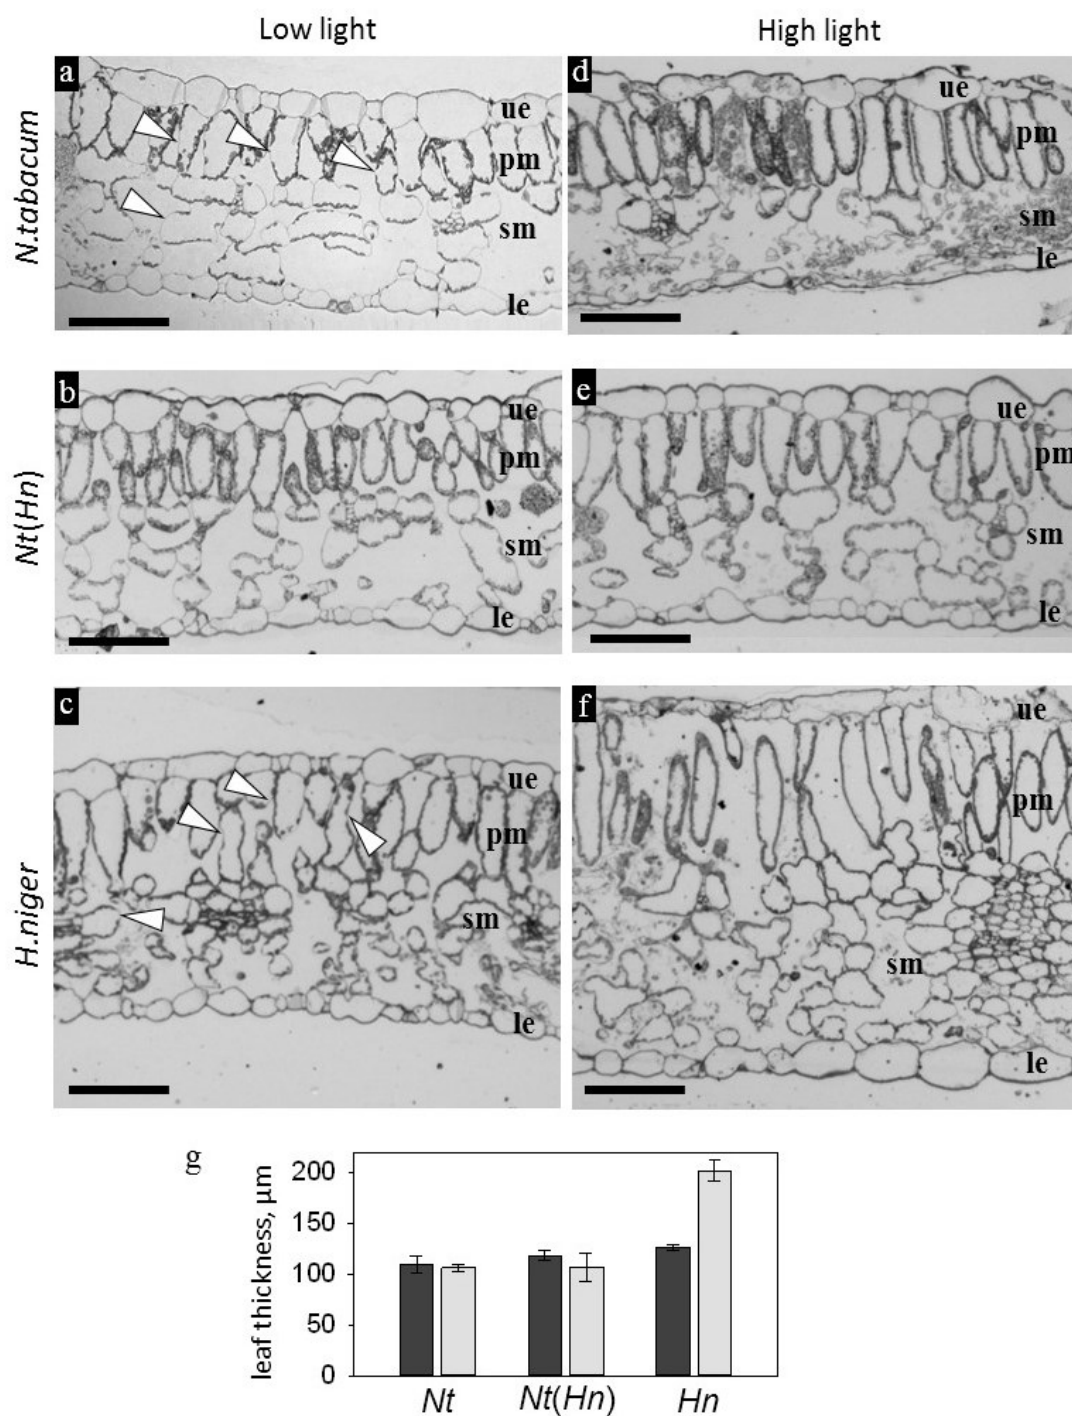 Low light
High light
N.tabacum
a
ue
pm
sm
le
d
ue
pm
sm
le
Nt(Hn)
b
ue
pm
sm
le
e
ue
pm
sm
le
H.niger
c
ue
pm
sm
le
f
ue
pm
sm
le
g
leaf thickness, µm
200
150
100
50
0
Nt
Nt(Hn)
Hn